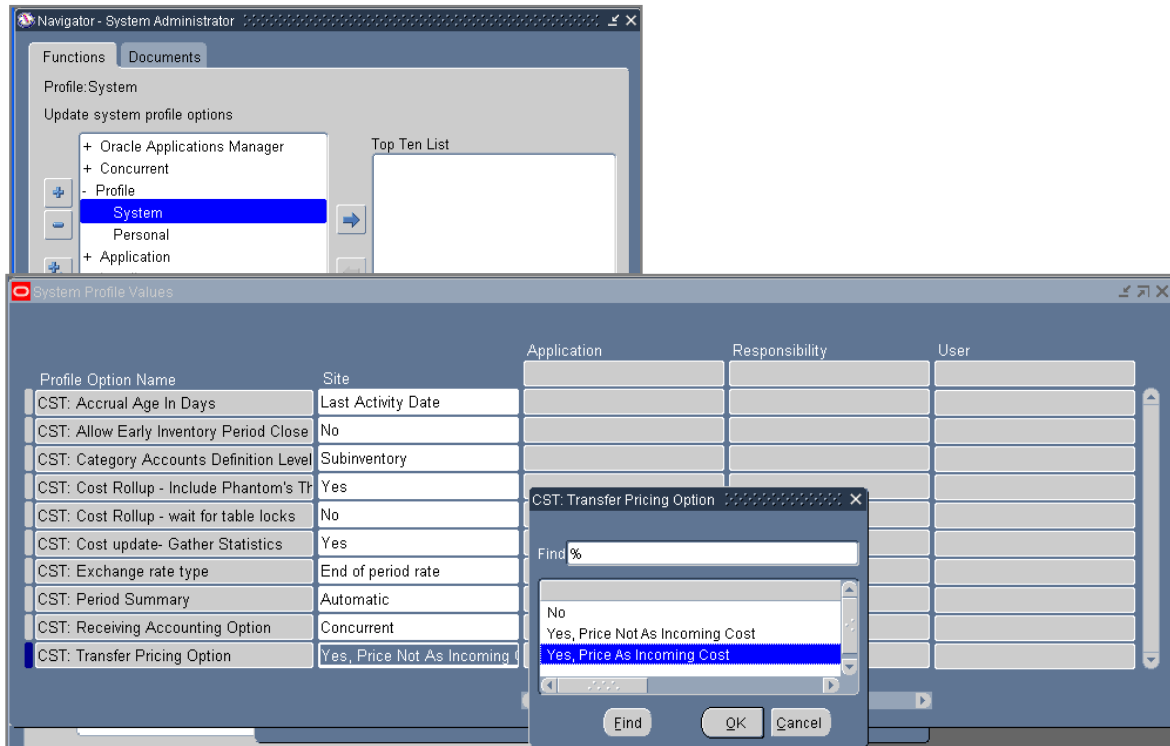 Navigator - System Administrator
Functions Documents
Profile:System
Update system profile options
+ Oracle Applications Manager
+ Concurrent
- Profile
System
Personal
+ Application
Top Ten List
System Profile Values
Application Responsibility User
Profile Option Name Site
CST: Accrual Age In Days Last Activity Date
CST: Allow Early Inventory Period Close No
CST: Category Accounts Definition Level Subinventory
CST: Cost Rollup - Include Phantom's Yes
CST: Cost Rollup - wait for table locks No
CST: Cost update- Gather Statistics Yes
CST: Exchange rate type End of period rate
CST: Period Summary Automatic
CST: Receiving Accounting Option Concurrent
CST: Transfer Pricing Option Yes, Price Not As Incoming
CST: Transfer Pricing Option
Find %
No
Yes, Price Not As Incoming Cost
Yes, Price As Incoming Cost
Find OK Cancel